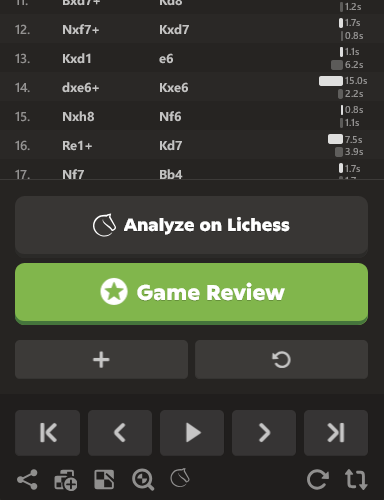 11. Bxd7+ Kd8 1.2s
12. Nxf7+ Kxd7 1.7s
0.8s
13. Kxd1 e6 1.1s
6.2s
14. dxe6+ Kxe6 15.0s
2.2s
15. Nxh8 Nf6 0.8s
1.1s
16. Re1+ Kd7 7.5s
3.9s
17. Nf7 Bb4 1.7s
Analyze on Lichess
Game Review